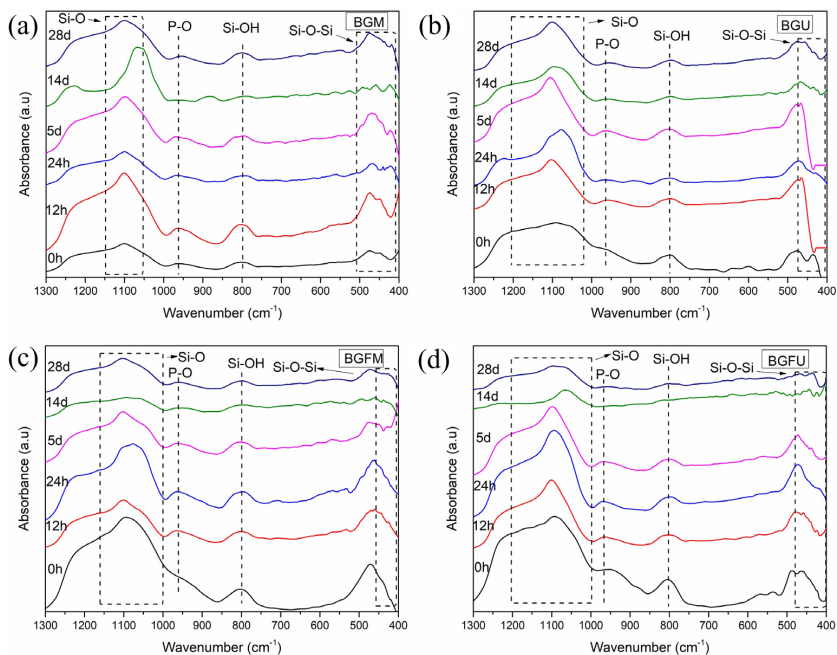 (a)
Si-O
P-O
Si-OH
Si-O-Si
BGM
28d
14d
5d
24h
12h
0h
Absorbance (a.u)
1300 1200 1100 1000 900 800 700 600 500 400
Wavenumber (cm-1)
(b)
Si-O
P-O
Si-OH
Si-O-Si
BGU
28d
14d
5d
24h
12h
0h
Absorbance (a.u)
1300 1200 1100 1000 900 800 700 600 500 400
Wavenumber (cm-1)
(c)
Si-O
P-O
Si-OH
Si-O-Si
BGFM
28d
14d
5d
24h
12h
0h
Absorbance (a.u)
1300 1200 1100 1000 900 800 700 600 500 400
Wavenumber (cm-1)
(d)
Si-O
P-O
Si-OH
Si-O-Si
BGFU
28d
14d
5d
24h
12h
0h
Absorbance (a.u)
1300 1200 1100 1000 900 800 700 600 500 400
Wavenumber (cm-1)